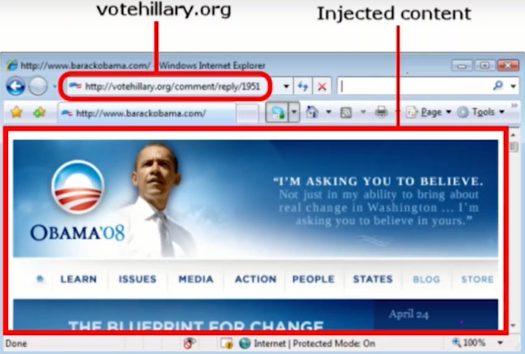 votehillary.org
Injected content
http://www.barackobama.com/ - Windows Internet Explorer
http://votehillary.org/comment/reply/1951
http://www.barackobama.com/
Page
Tools
"I'M ASKING YOU TO BELIEVE.
Not just in my ability to bring about
real change in Washington ... I'm
asking you to believe in yours."
OBAMA'08
LEARN ISSUES MEDIA ACTION PEOPLE STATES BLOG STORE
April 24
THE BLUEPRINT FOR CHANGE
Done
Internet | Protected Mode: On
100%